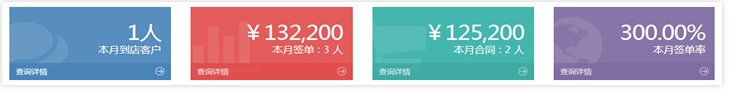 1人
本月到店客户
查询详情
￥132,200
本月签单：3 人
查询详情
￥125,200
本月合同：2 人
查询详情
300.00%
本月签单率
查询详情